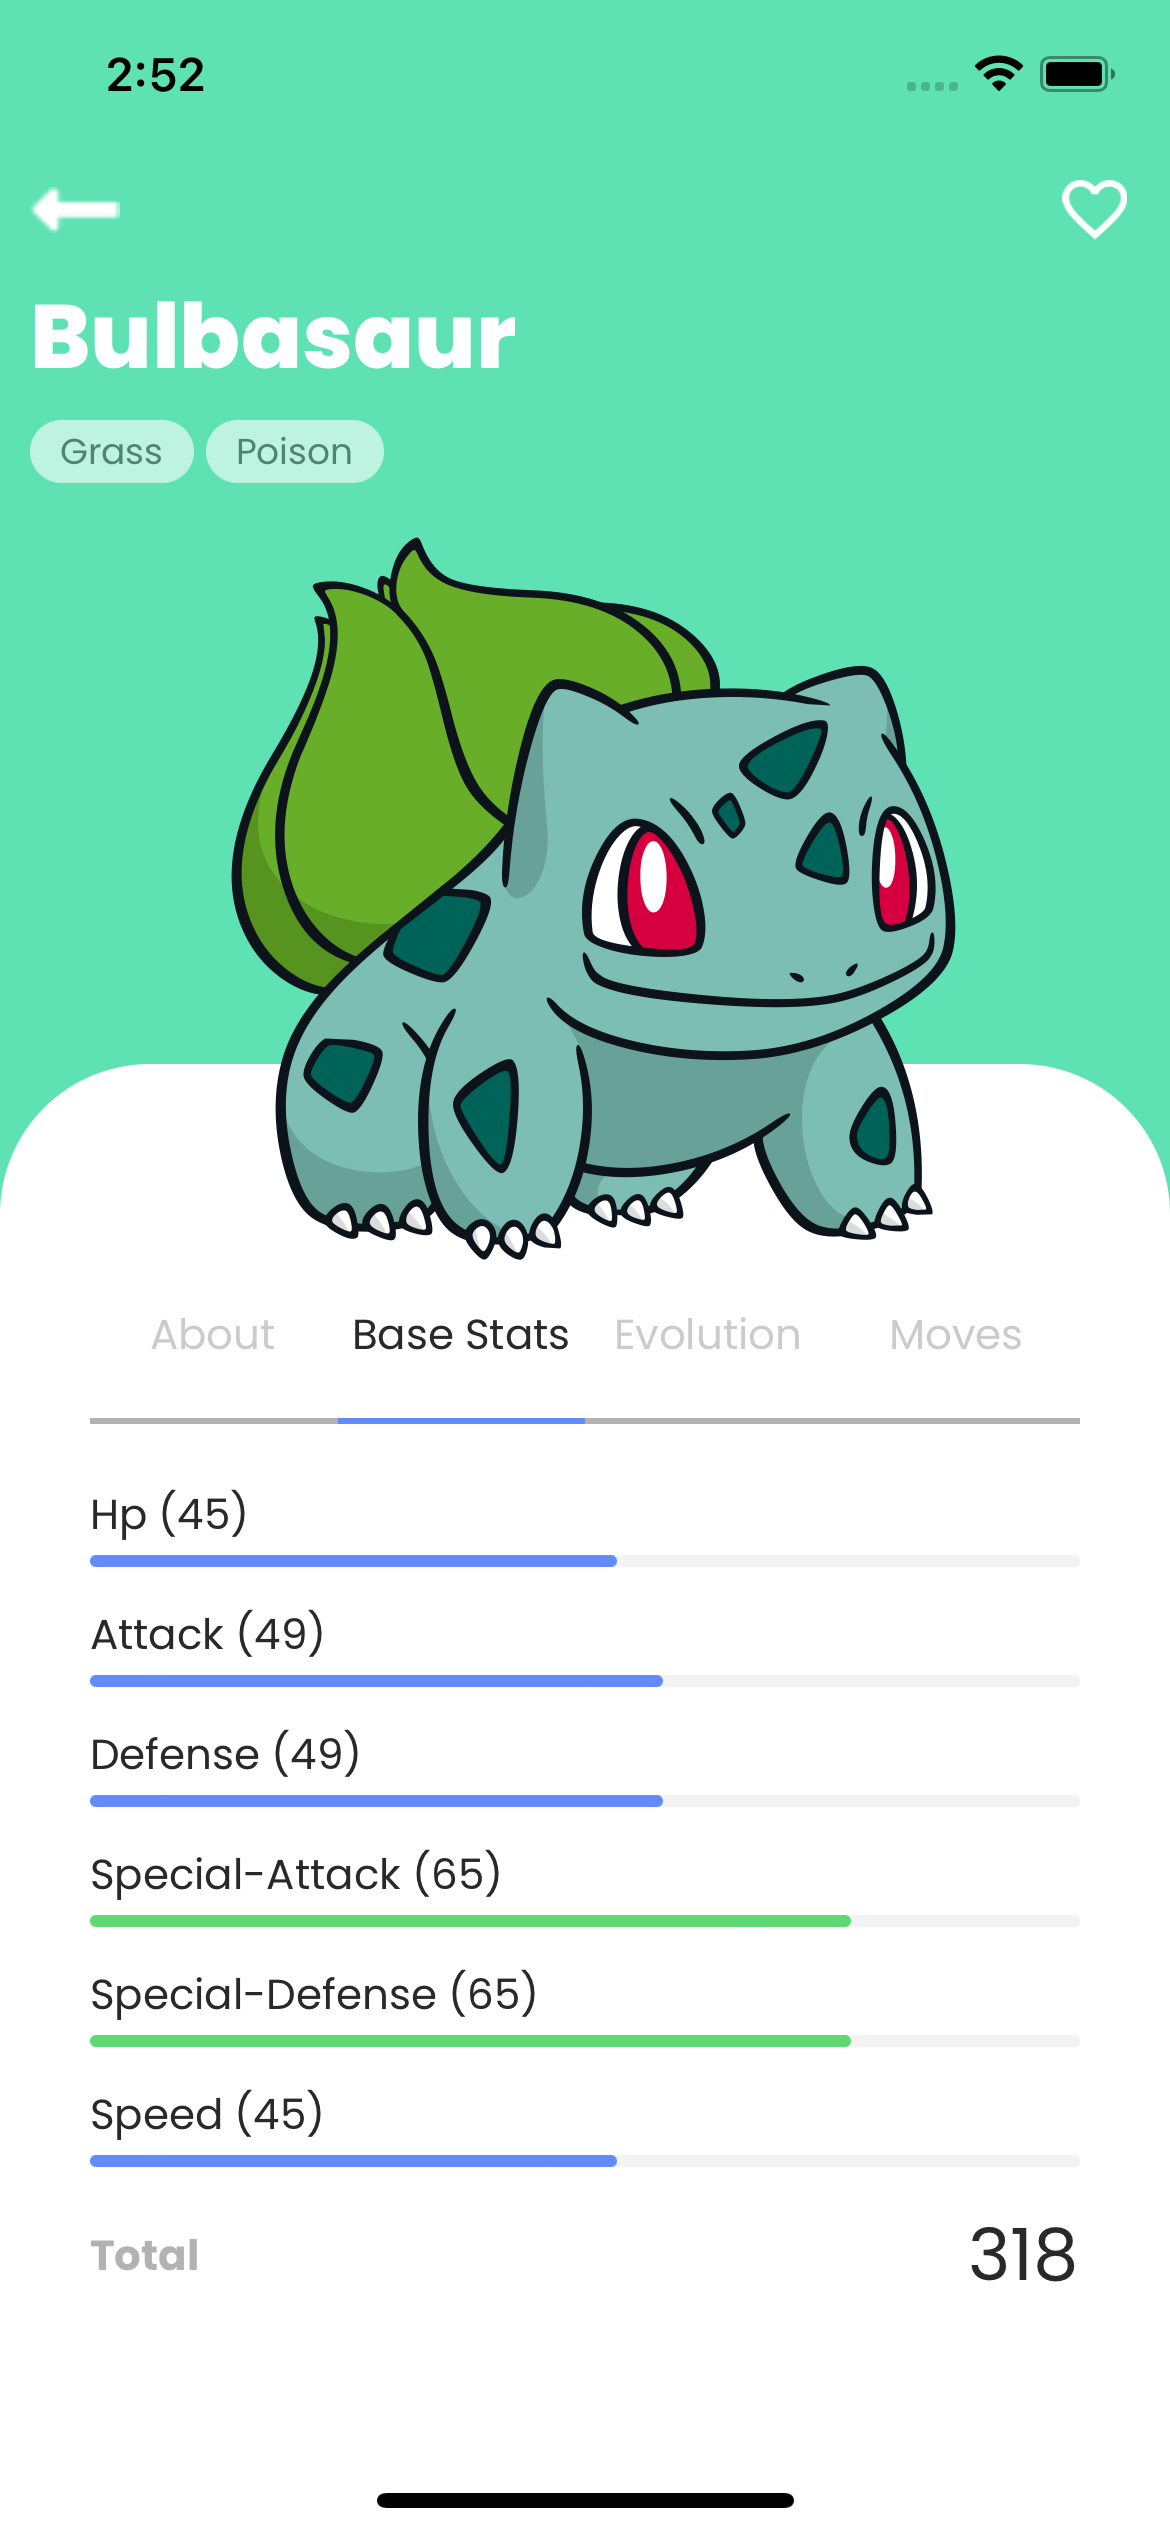 2:52
Bulbasaur
Grass Poison
About Base Stats Evolution Moves
Hp (45)
Attack (49)
Defense (49)
Special-Attack (65)
Special-Defense (65)
Speed (45)
Total 318